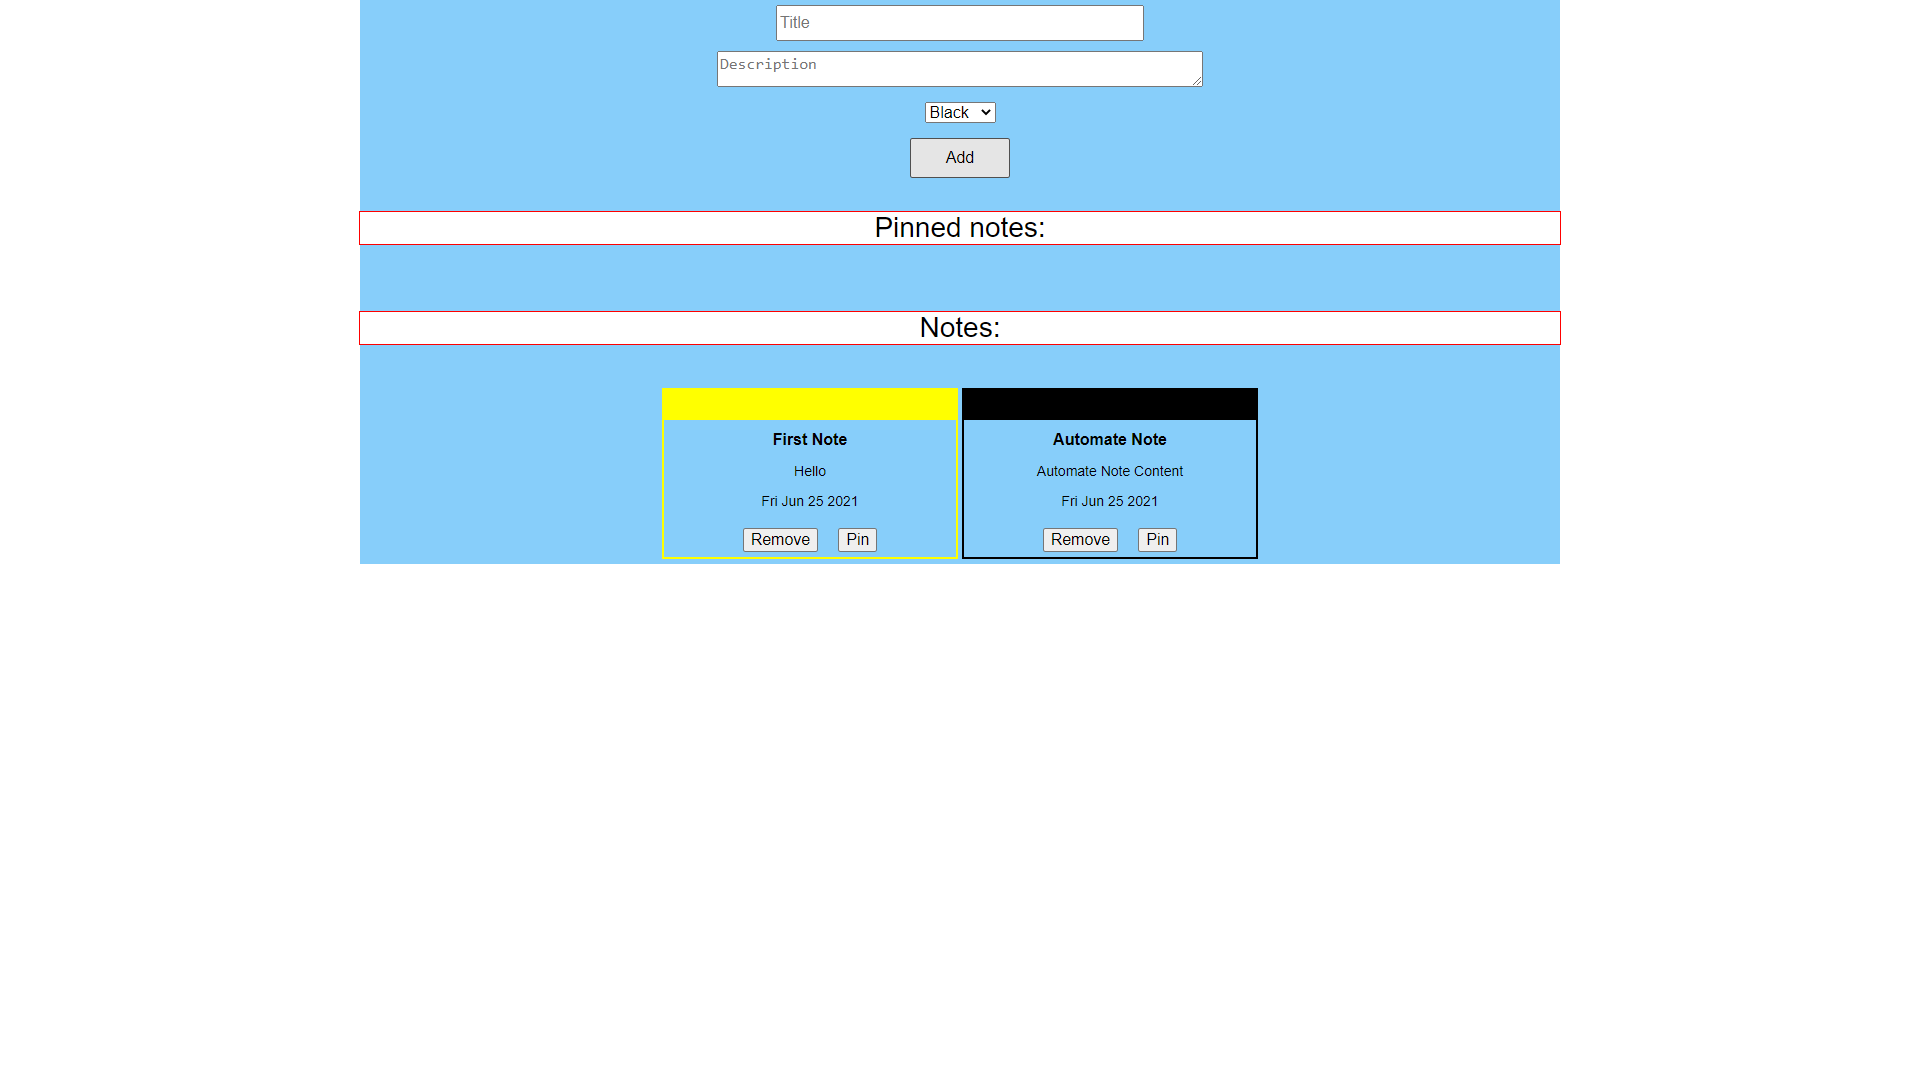 Title
Description
Black
Add
Pinned notes:
Notes:
First Note
Hello
Fri Jun 25 2021
Remove Pin
Automate Note
Automate Note Content
Fri Jun 25 2021
Remove Pin